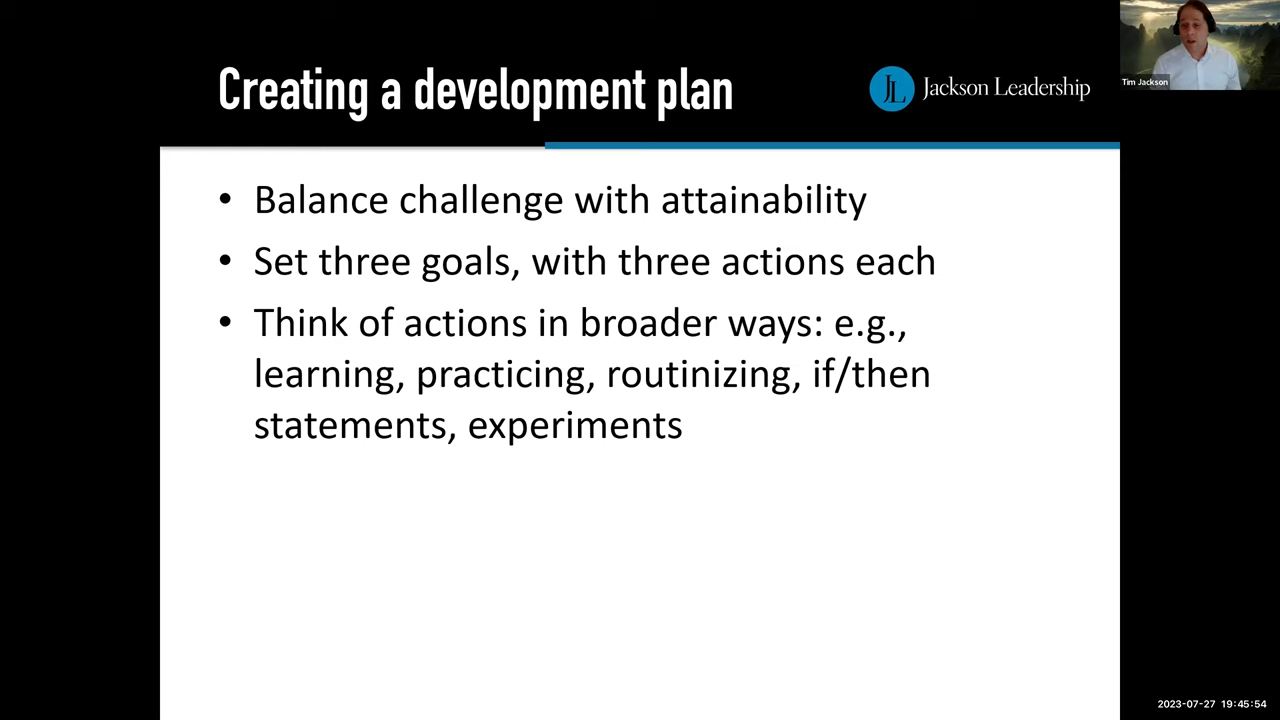 Creating a development plan
JL Jackson Leadership
Tim Jackson
• Balance challenge with attainability
• Set three goals, with three actions each
• Think of actions in broader ways: e.g.,
learning, practicing, routinizing, if/then
statements, experiments
2023-07-27 19:45:54